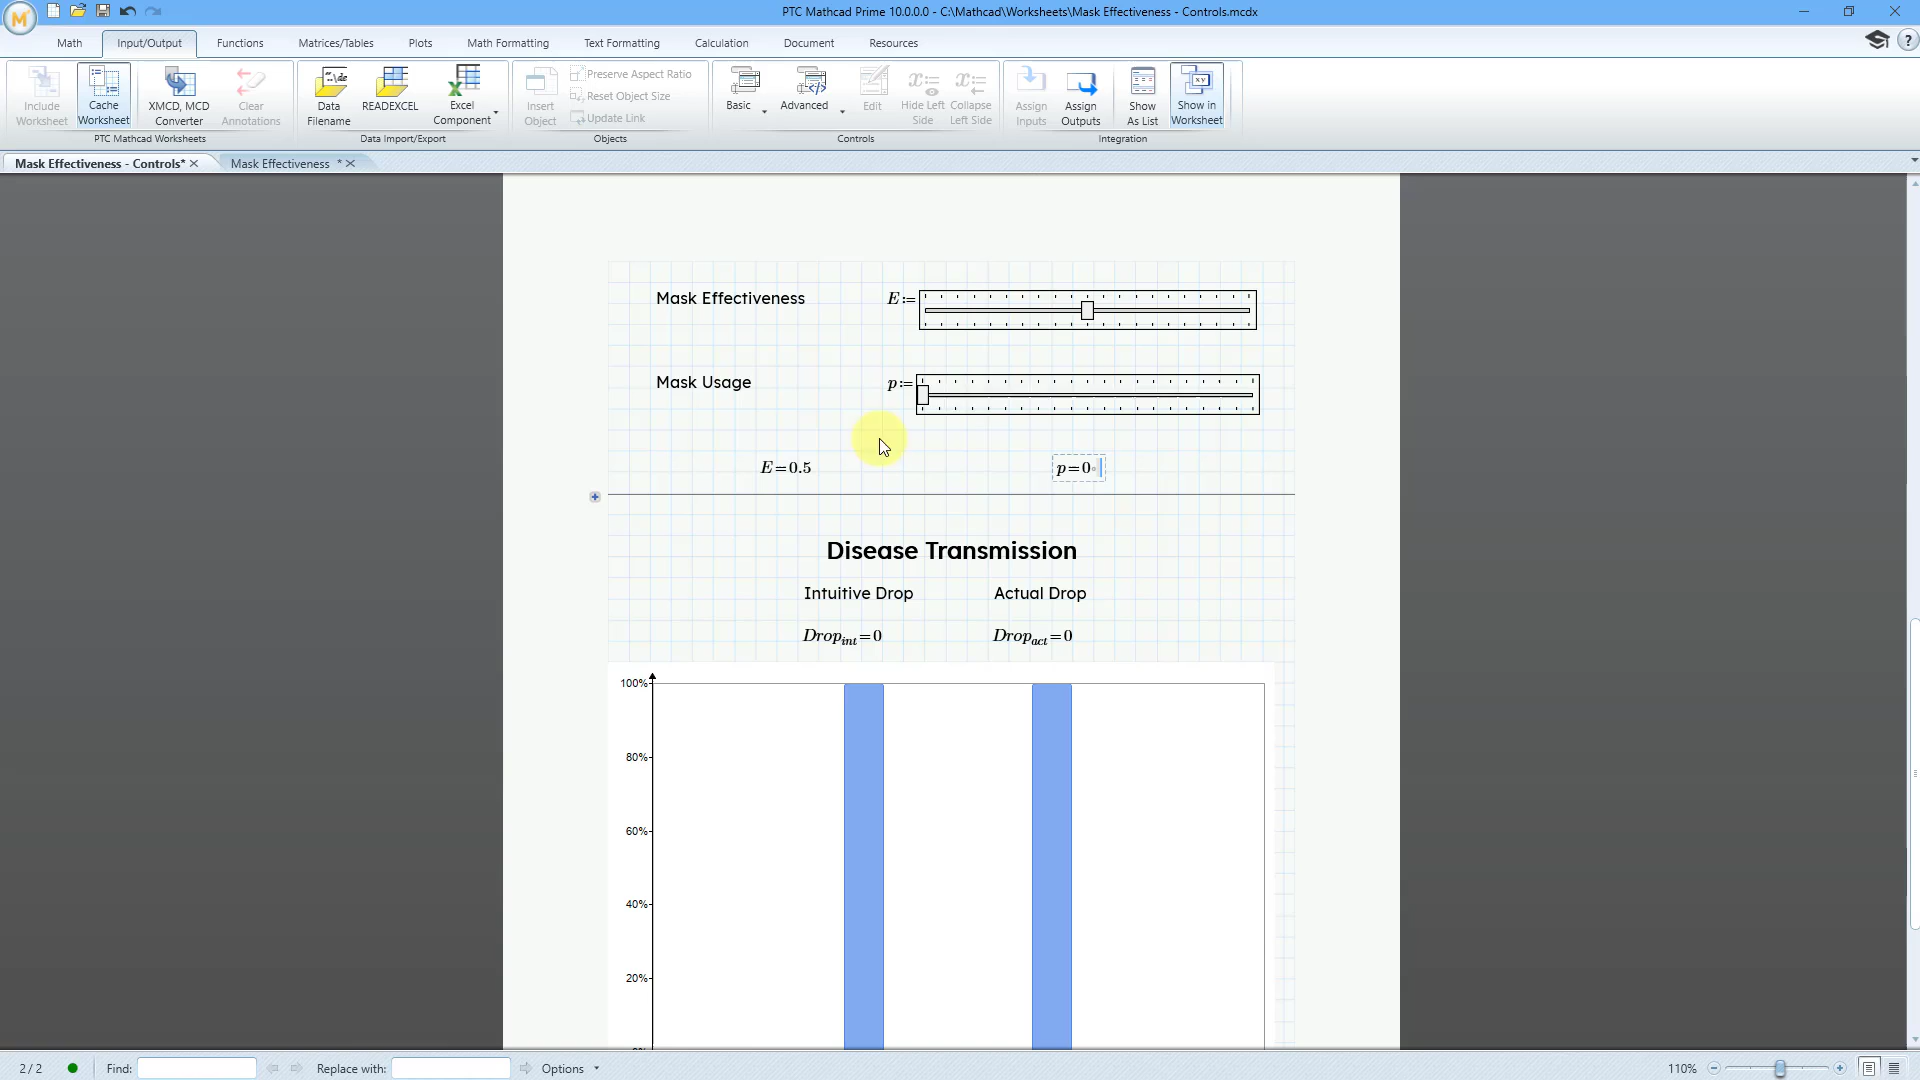 PTC Mathcad Prime 10.0.0.0 - C:\Mathcad\Worksheets\Mask Effectiveness - Controls.mcdx
Math Input/Output Functions Matrices/Tables Plots Math Formatting Text Formatting Calculation Document Resources
Include Worksheet
Cache Worksheet
XMCD, MCD Converter
Clear Annotations
PTC Mathcad Worksheets
Data Filename
READEXCEL
Excel Component
Data Import/Export
Insert Object
Preserve Aspect Ratio
Reset Object Size
Update Link
Objects
Basic
Advanced
Edit
Hide Left Side
Collapse Left Side
Controls
Assign Inputs
Assign Outputs
Show As List
Show in Worksheet
Integration
Mask Effectiveness - Controls*
Mask Effectiveness *
Mask Effectiveness E:=
Mask Usage p:=
E=0.5 p=0
Disease Transmission
Intuitive Drop Actual Drop
Drop_int=0 Drop_act=0
100%
80%
60%
40%
20%
2 / 2 Find: Replace with: Options 110%